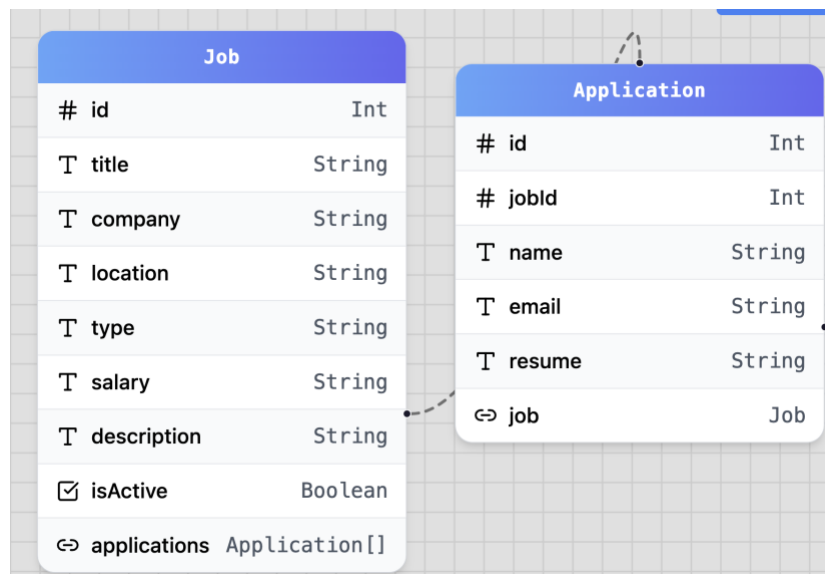 Job
id Int
title String
company String
location String
type String
salary String
description String
isActive Boolean
applications Application[]
Application
id Int
jobId Int
name String
email String
resume String
job Job